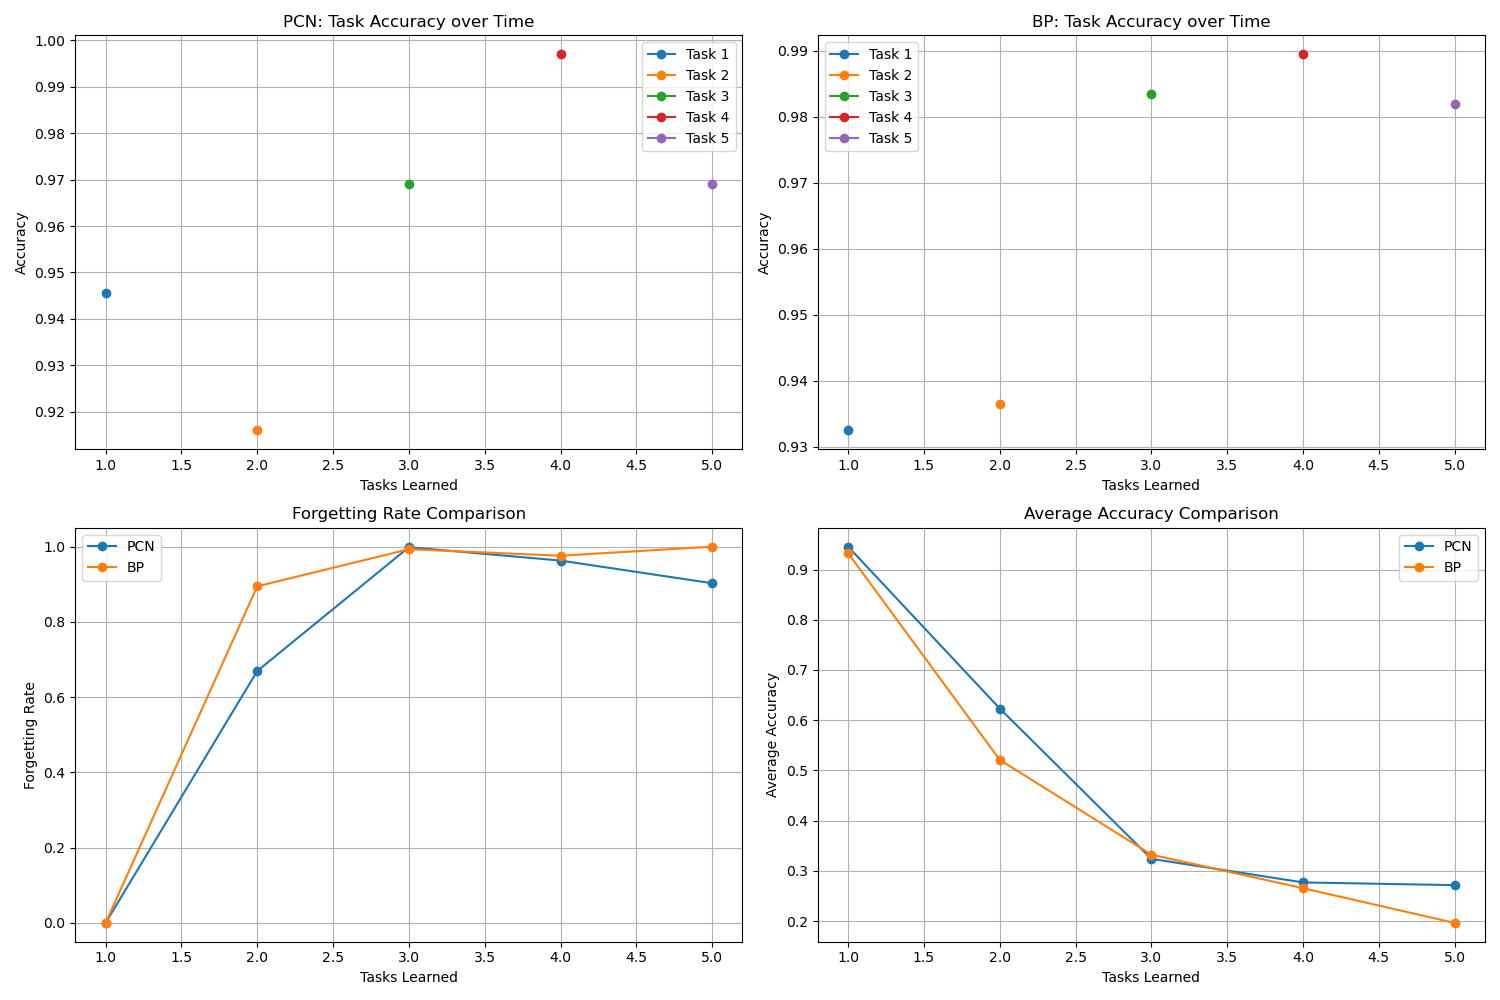 PCN: Task Accuracy over Time
Accuracy
1.00
0.99
0.98
0.97
0.96
0.95
0.94
0.93
0.92
Task 1
Task 2
Task 3
Task 4
Task 5
1.0 1.5 2.0 2.5 3.0 3.5 4.0 4.5 5.0
Tasks Learned
BP: Task Accuracy over Time
Accuracy
0.99
0.98
0.97
0.96
0.95
0.94
0.93
Task 1
Task 2
Task 3
Task 4
Task 5
1.0 1.5 2.0 2.5 3.0 3.5 4.0 4.5 5.0
Tasks Learned
Forgetting Rate Comparison
Forgetting Rate
1.0
0.8
0.6
0.4
0.2
0.0
PCN
BP
1.0 1.5 2.0 2.5 3.0 3.5 4.0 4.5 5.0
Tasks Learned
Average Accuracy Comparison
Average Accuracy
0.9
0.8
0.7
0.6
0.5
0.4
0.3
0.2
PCN
BP
1.0 1.5 2.0 2.5 3.0 3.5 4.0 4.5 5.0
Tasks Learned